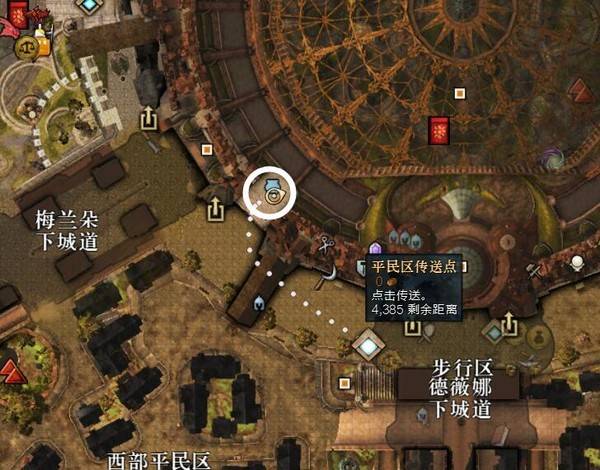 梅兰朵
下城道
平民区传送点
0
点击传送。
4,385 剩余距离
步行区
德薇娜
下城道
西部平民区